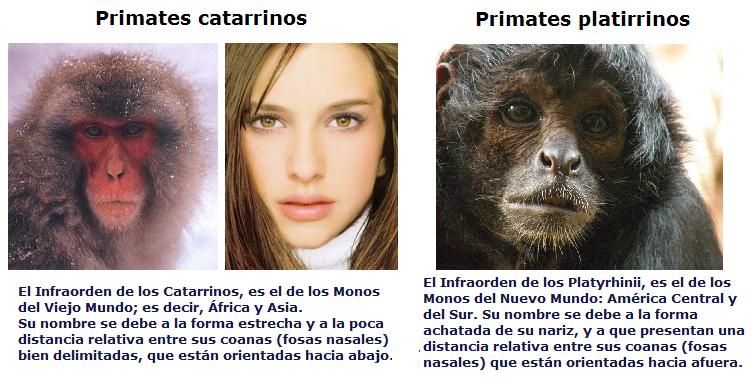 Primates catarrinos
Primates platirrinos
El Infraorden de los Catarrinos, es el de los Monos
del Viejo Mundo; es decir, África y Asia.
Su nombre se debe a la forma estrecha y a la poca
distancia relativa entre sus coanas (fosas nasales)
bien delimitadas, que están orientadas hacia abajo.
El Infraorden de los Platyrhinii, es el de los
Monos del Nuevo Mundo: América Central y
del Sur. Su nombre se debe a la forma
achatada de su nariz, y a que presentan una
distancia relativa entre sus coanas (fosas
nasales) que están orientadas hacia afuera.